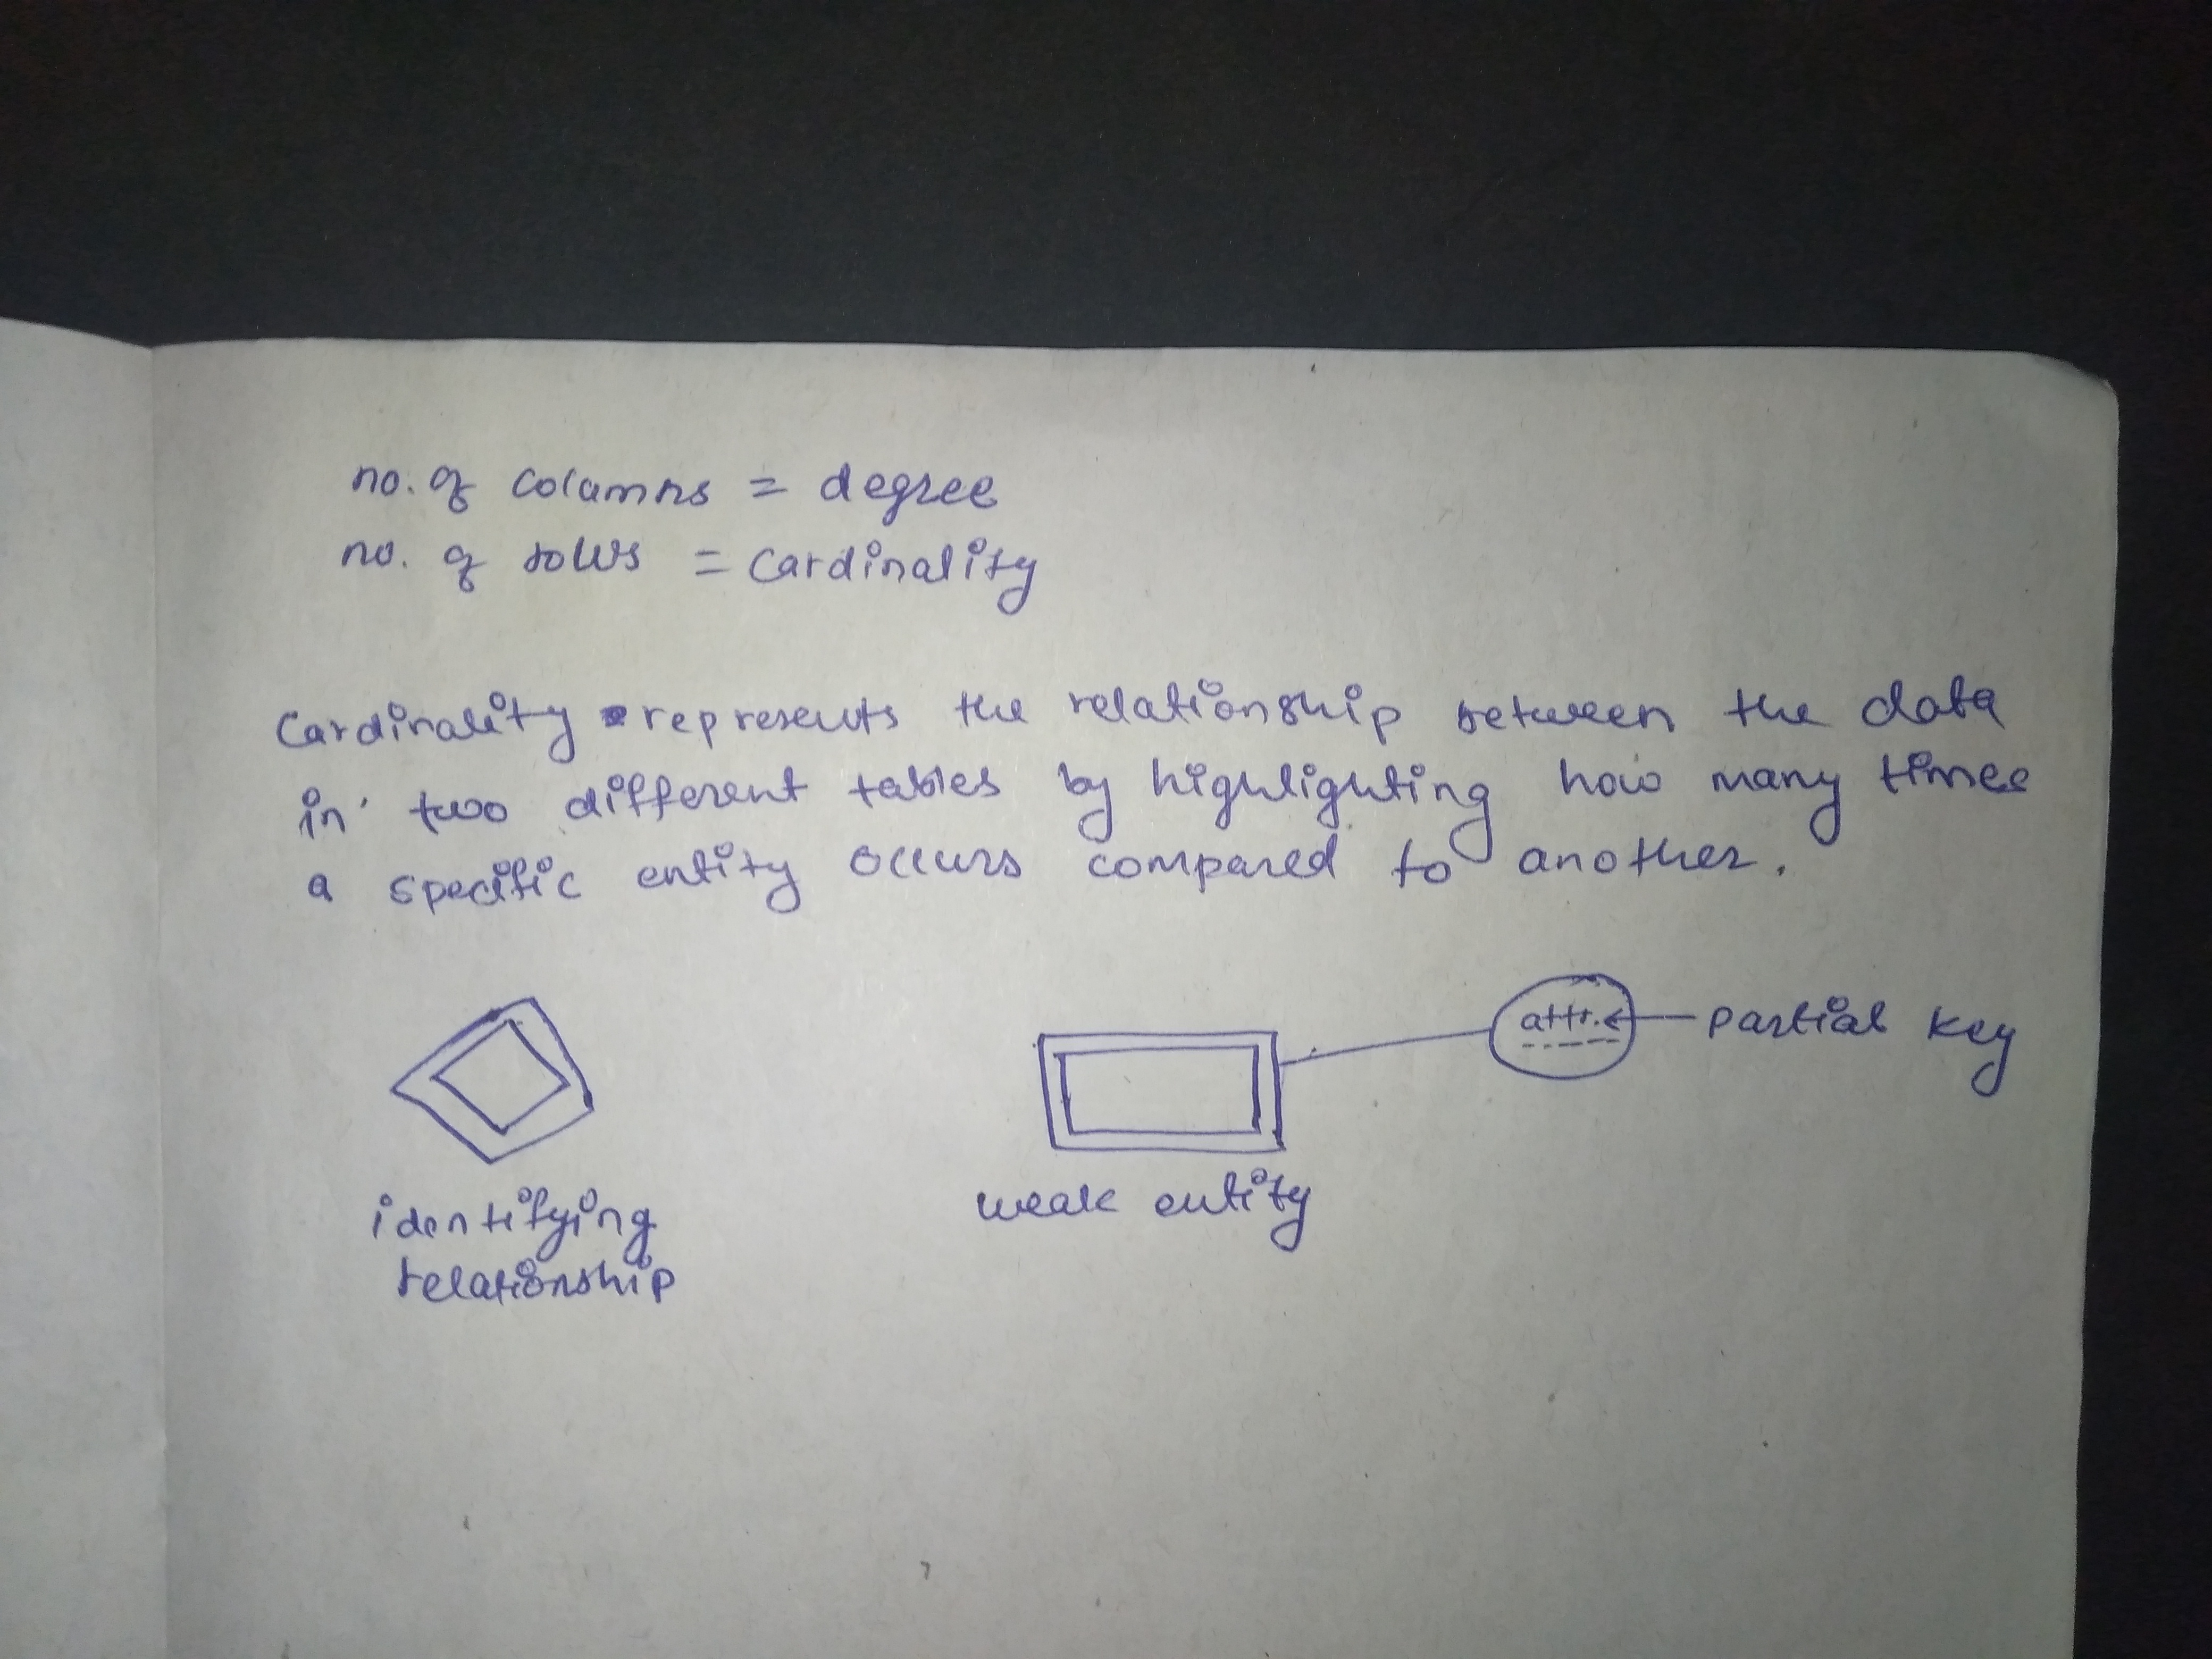 no. of columns = degree
no. of rows = Cardinality
Cardinality represents the relationship between the data
in two different tables by highlighting how many times
a specific entity occurs compared to another.
attr. ← partial key
identifying
relationship
weak entity